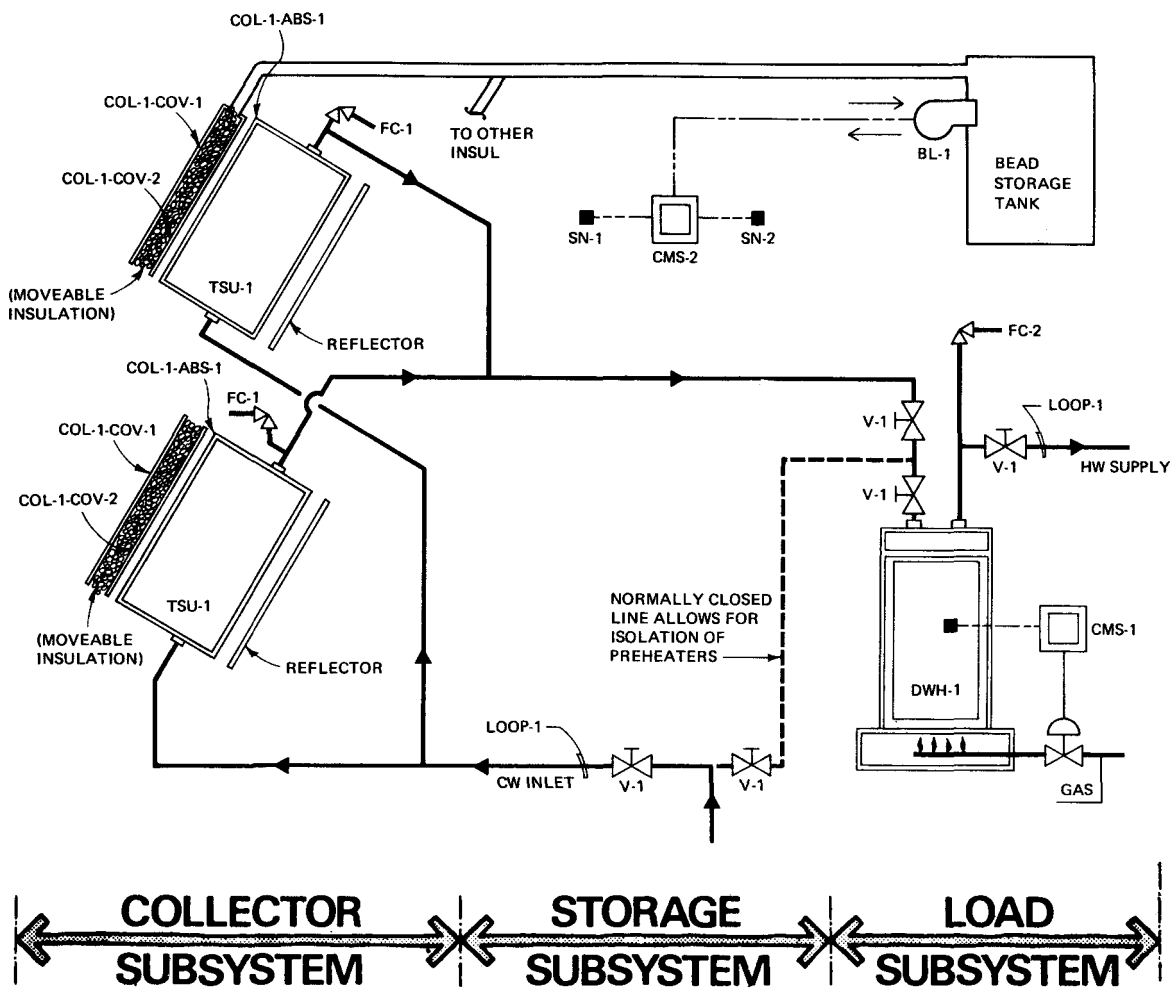 COL-1-ABS-1
COL-1-COV-1
FC-1
TO OTHER
INSUL
BL-1
BEAD
STORAGE
TANK
COL-1-COV-2
SN-1
CMS-2
SN-2
(MOVEABLE
INSULATION)
TSU-1
REFLECTOR
FC-2
COL-1-ABS-1
FC-1
V-1
LOOP-1
COL-1-COV-1
V-1
HW SUPPLY
COL-1-COV-2
V-1
NORMALLY CLOSED
LINE ALLOWS FOR
ISOLATION OF
PREHEATERS
CMS-1
TSU-1
(MOVEABLE
INSULATION)
REFLECTOR
DWH-1
LOOP-1
CW INLET
V-1
V-1
GAS
COLLECTOR
SUBSYSTEM
STORAGE
SUBSYSTEM
LOAD
SUBSYSTEM